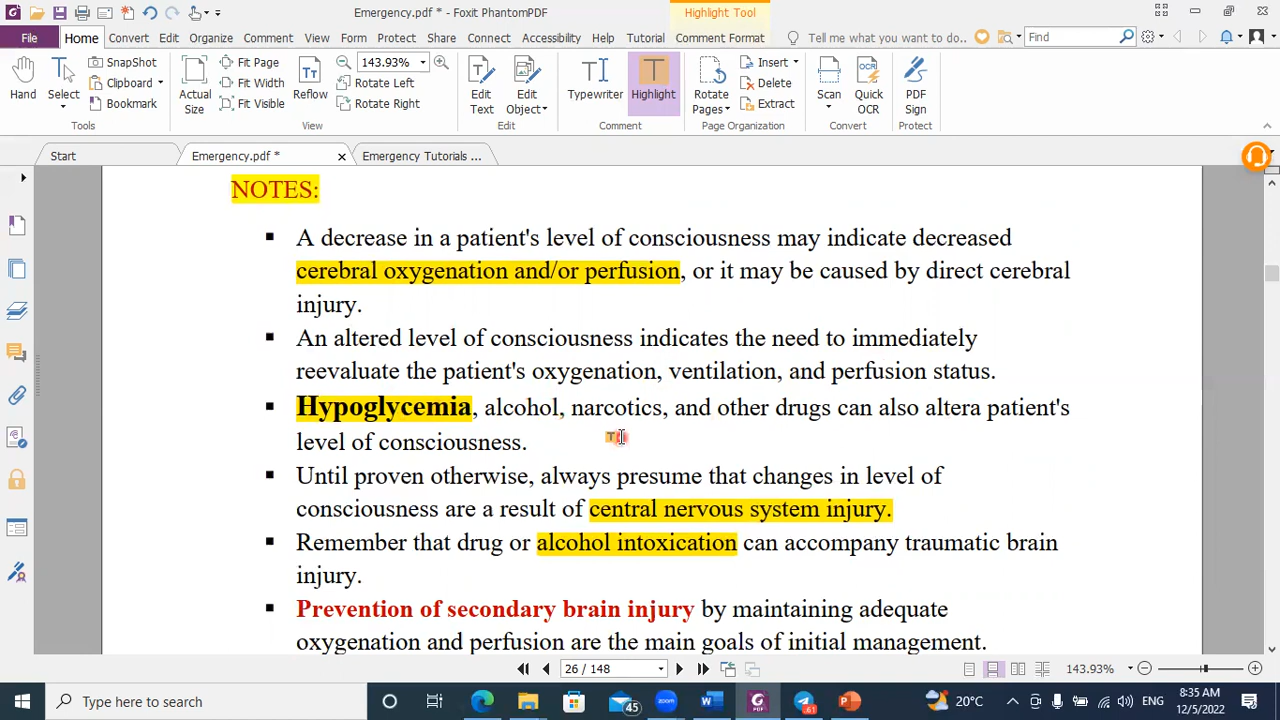 Emergency.pdf * - Foxit PhantomPDF
Highlight Tool
File Home Convert Edit Organize Comment View Form Protect Share Connect Accessibility Help Tutorial Comment Format Tell me what you want to do.. Find
Hand
Select
SnapShot
Clipboard
Bookmark
Actual Size
Fit Page
Fit Width
Fit Visible
Reflow
143.93%
Rotate Left
Rotate Right
Edit Text
Edit Object
Typewriter
Highlight
Rotate Pages
Insert
Delete
Extract
Scan
Quick OCR
PDF Sign
Tools View Edit Comment Page Organization Convert Protect
Start Emergency.pdf * Emergency Tutorials ...
NOTES:
▪ A decrease in a patient's level of consciousness may indicate decreased
cerebral oxygenation and/or perfusion, or it may be caused by direct cerebral
injury.
▪ An altered level of consciousness indicates the need to immediately
reevaluate the patient's oxygenation, ventilation, and perfusion status.
▪ Hypoglycemia, alcohol, narcotics, and other drugs can also altera patient's
level of consciousness.
▪ Until proven otherwise, always presume that changes in level of
consciousness are a result of central nervous system injury.
▪ Remember that drug or alcohol intoxication can accompany traumatic brain
injury.
▪ Prevention of secondary brain injury by maintaining adequate
oxygenation and perfusion are the main goals of initial management.
26 / 148 143.93%
Type here to search 45 zoom 61 20°C ENG 8:35 AM
12/5/2022